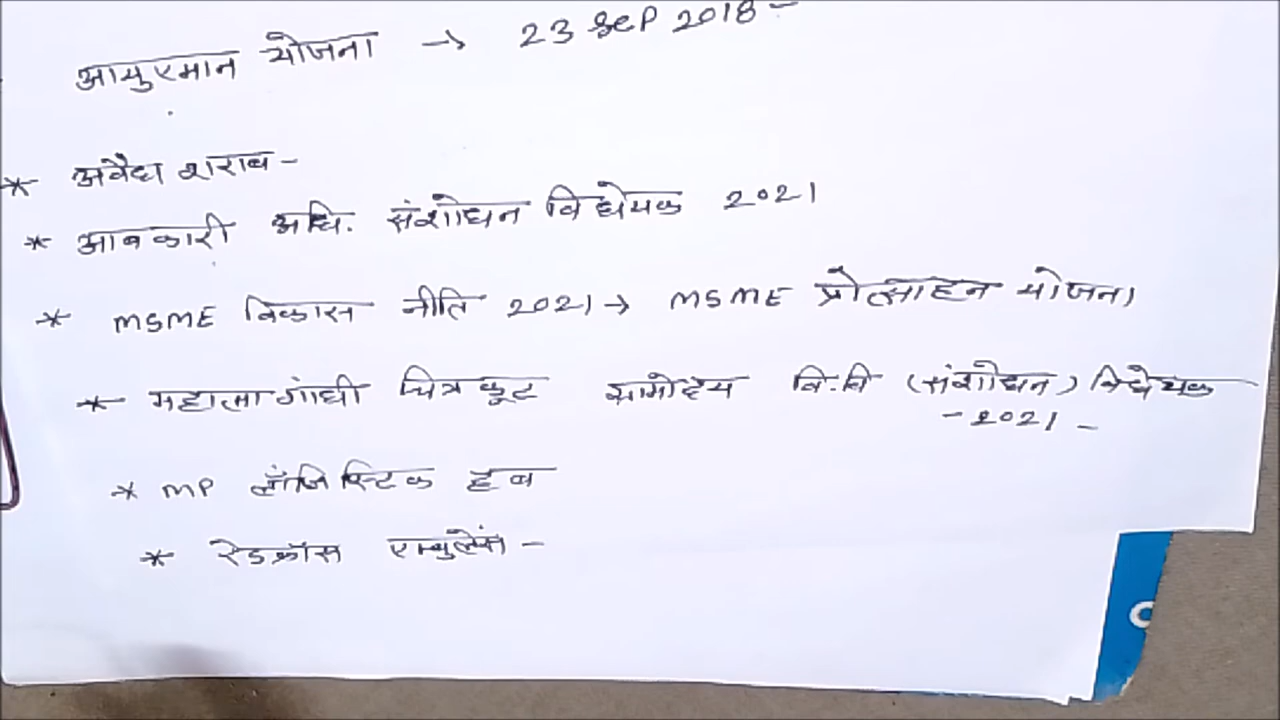 आयुष्मान योजना → 23 Sep 2018 -
* अवैध शराब -
* आबकारी अधि. संशोधन विधेयक 2021
* MSME विकास नीति 2021 → MSME प्रोत्साहन योजना
* महात्मा गांधी चित्रकूट ग्रामोदय वि.वि (संशोधन) विधेयक
- 2021 -
* MP लॉजिस्टिक हब
* रेडक्रॉस एम्बुलेंस -